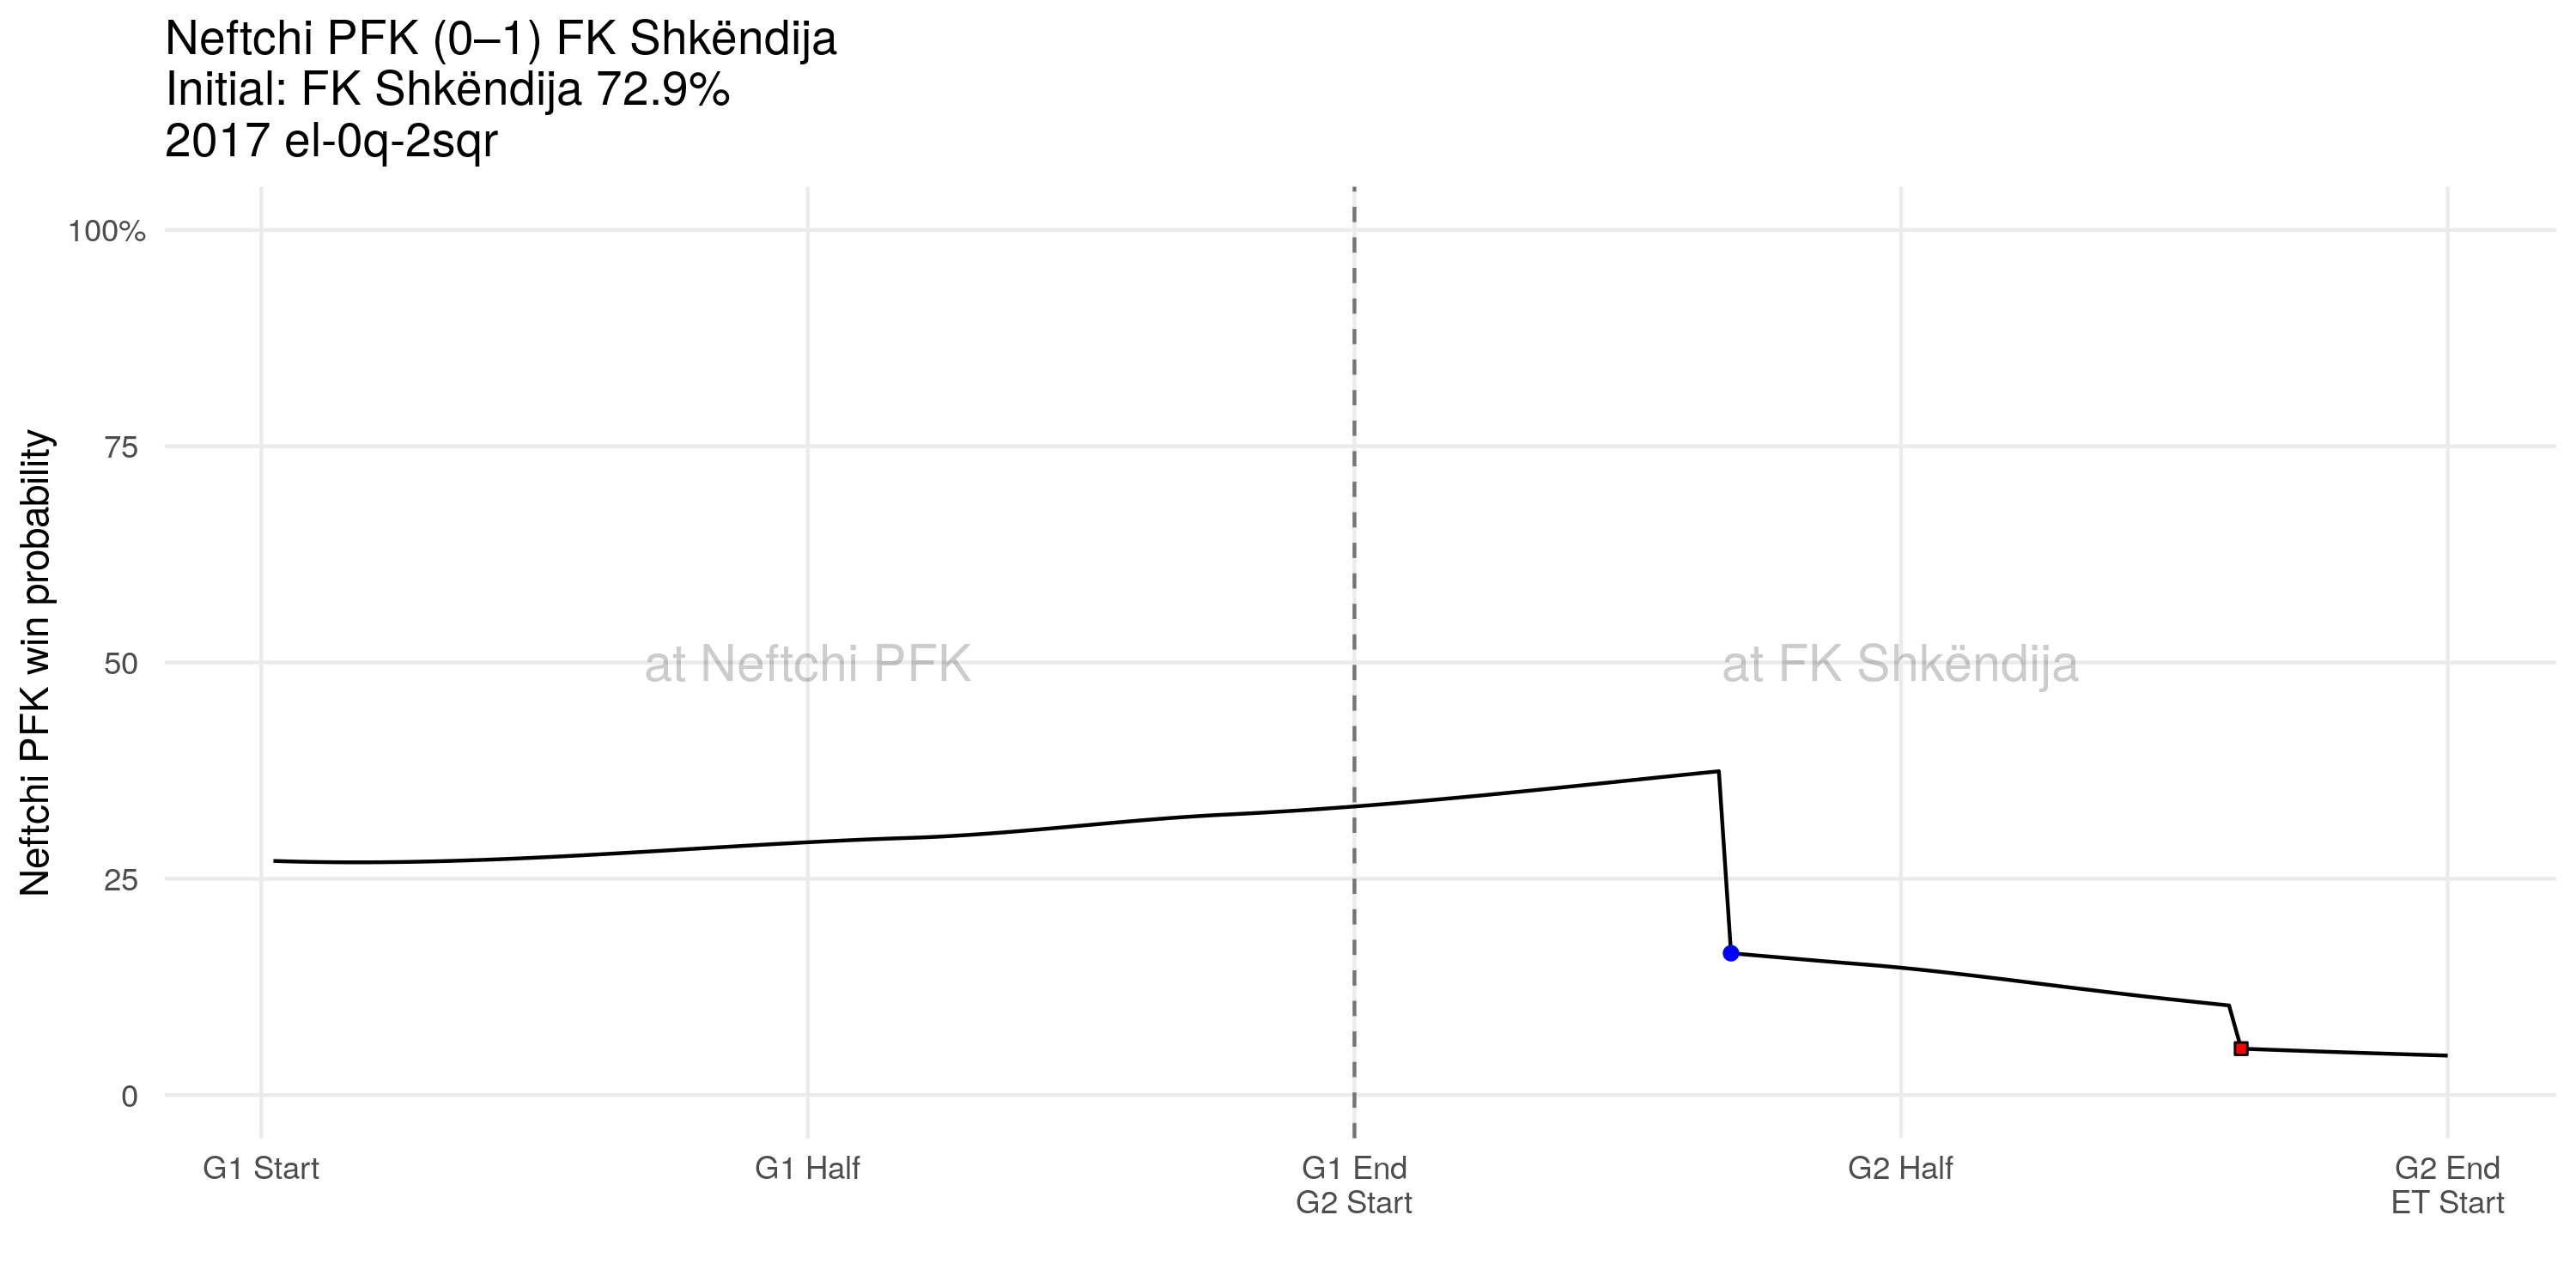 Neftchi PFK (0–1) FK Shkëndija
Initial: FK Shkëndija 72.9%
2017 el-0q-2sqr
Neftchi PFK win probability
100%
75
50
25
0
at Neftchi PFK
at FK Shkëndija
G1 Start
G1 Half
G1 End
G2 Start
G2 Half
G2 End
ET Start